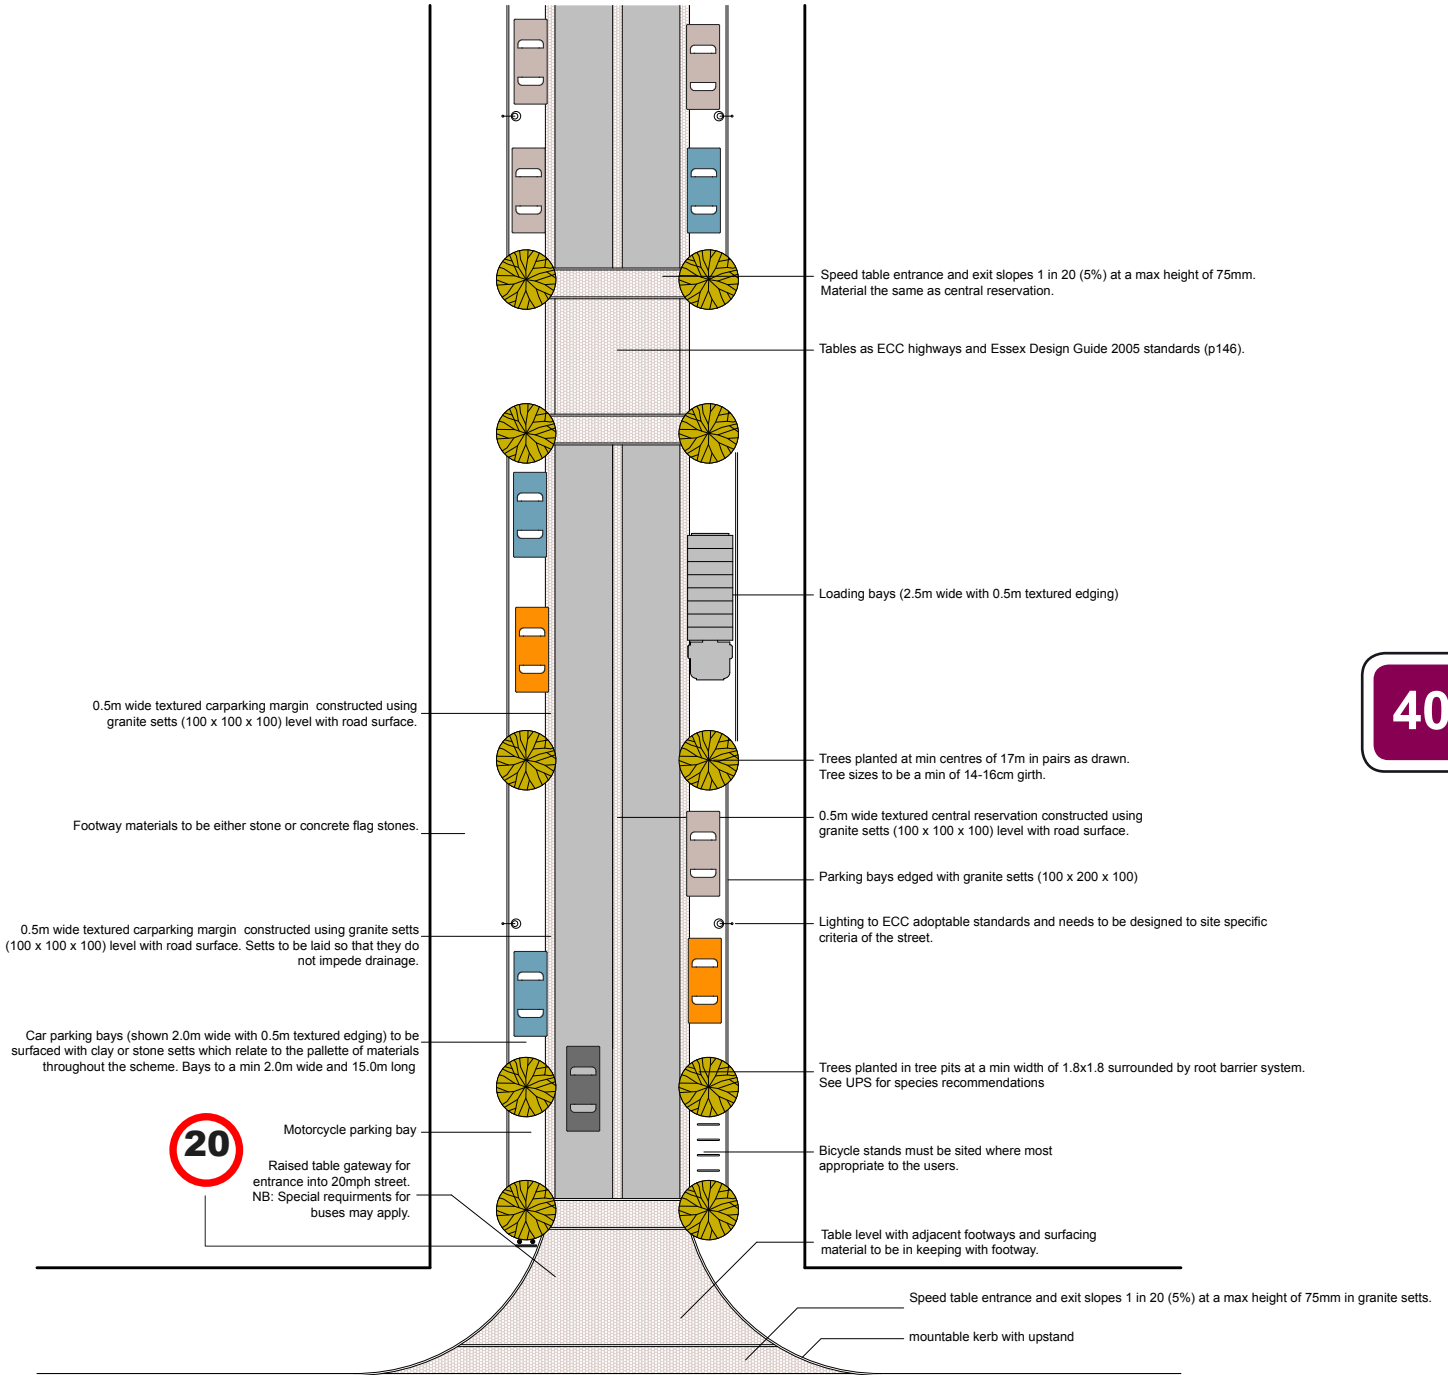 Speed table entrance and exit slopes 1 in 20 (5%) at a max height of 75mm.
Material the same as central reservation.
Tables as ECC highways and Essex Design Guide 2005 standards (p146).
Loading bays (2.5m wide with 0.5m textured edging)
40
0.5m wide textured carparking margin constructed using
granite setts (100 x 100 x 100) level with road surface.
Trees planted at min centres of 17m in pairs as drawn.
Tree sizes to be a min of 14-16cm girth.
Footway materials to be either stone or concrete flag stones.
0.5m wide textured central reservation constructed using
granite setts (100 x 100 x 100) level with road surface.
Parking bays edged with granite setts (100 x 200 x 100)
Lighting to ECC adoptable standards and needs to be designed to site specific
criteria of the street.
0.5m wide textured carparking margin constructed using granite setts
(100 x 100 x 100) level with road surface. Setts to be laid so that they do
not impede drainage.
Car parking bays (shown 2.0m wide with 0.5m textured edging) to be
surfaced with clay or stone setts which relate to the pallette of materials
throughout the scheme. Bays to a min 2.0m wide and 15.0m long
Trees planted in tree pits at a min width of 1.8x1.8 surrounded by root barrier system.
See UPS for species recommendations
20
Motorcycle parking bay
Bicycle stands must be sited where most
appropriate to the users.
Raised table gateway for
entrance into 20mph street.
NB: Special requirments for
buses may apply.
Table level with adjacent footways and surfacing
material to be in keeping with footway.
Speed table entrance and exit slopes 1 in 20 (5%) at a max height of 75mm in granite setts.
mountable kerb with upstand